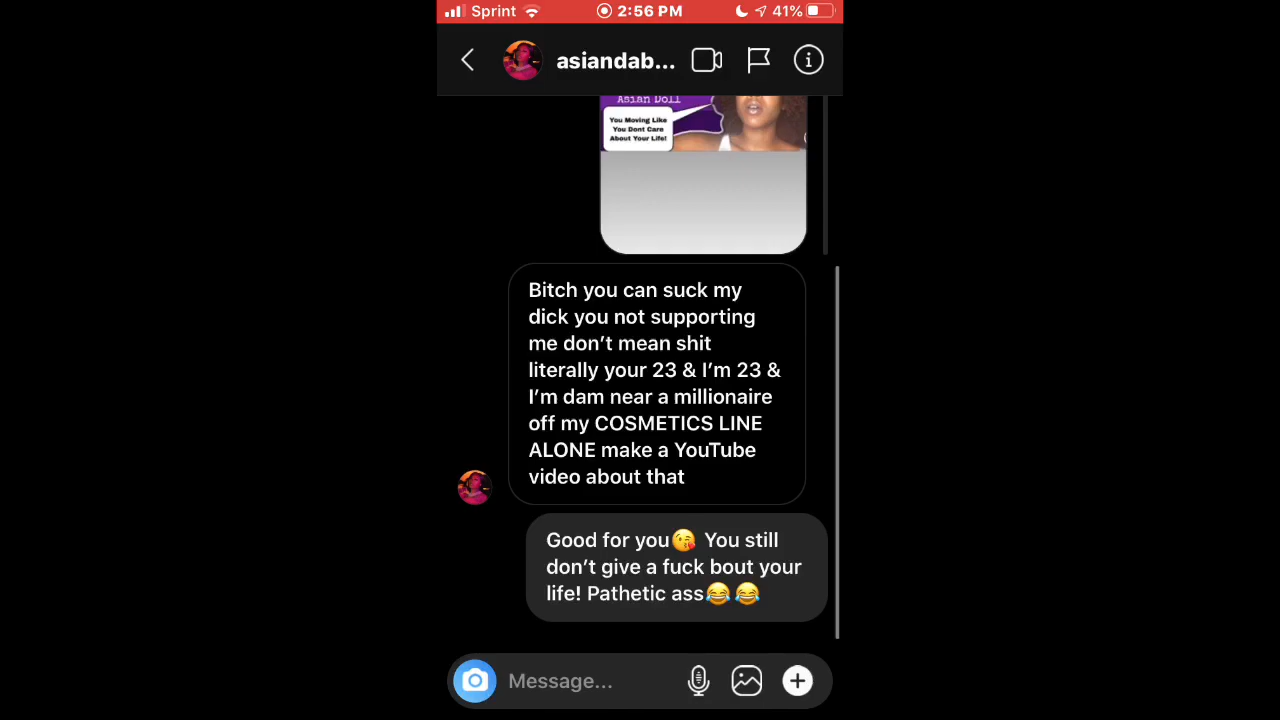 Sprint 2:56 PM 41%
asiandab...
Asian Doll
You Moving Like
You Dont Care
About Your Life!
Bitch you can suck my
dick you not supporting
me don’t mean shit
literally your 23 & I’m 23 &
I’m dam near a millionaire
off my COSMETICS LINE
ALONE make a YouTube
video about that
Good for you😘 You still
don’t give a fuck bout your
life! Pathetic ass😂 😂
Message...